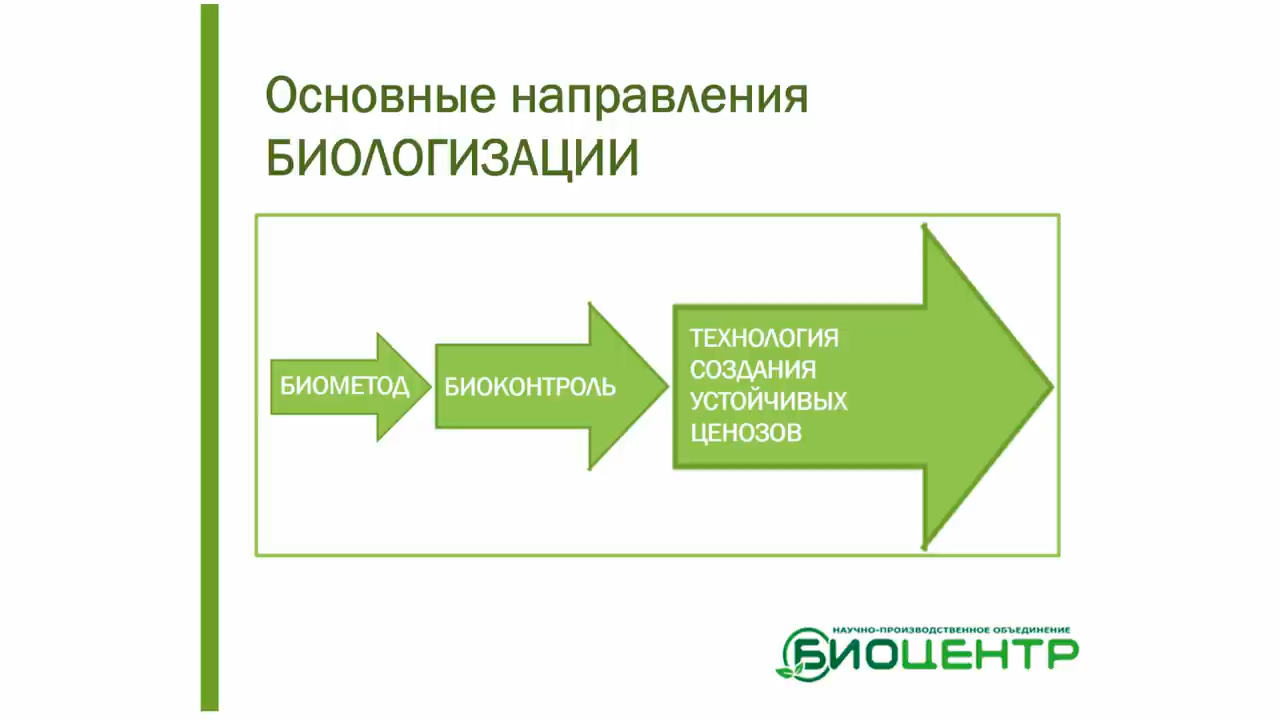 Основные направления
БИОЛОГИЗАЦИИ
БИОМЕТОД
БИОКОНТРОЛЬ
ТЕХНОЛОГИЯ
СОЗДАНИЯ
УСТОЙЧИВЫХ
ЦЕНОЗОВ
НАУЧНО-ПРОИЗВОДСТВЕННОЕ ОБЪЕДИНЕНИЕ
БИОЦЕНТР